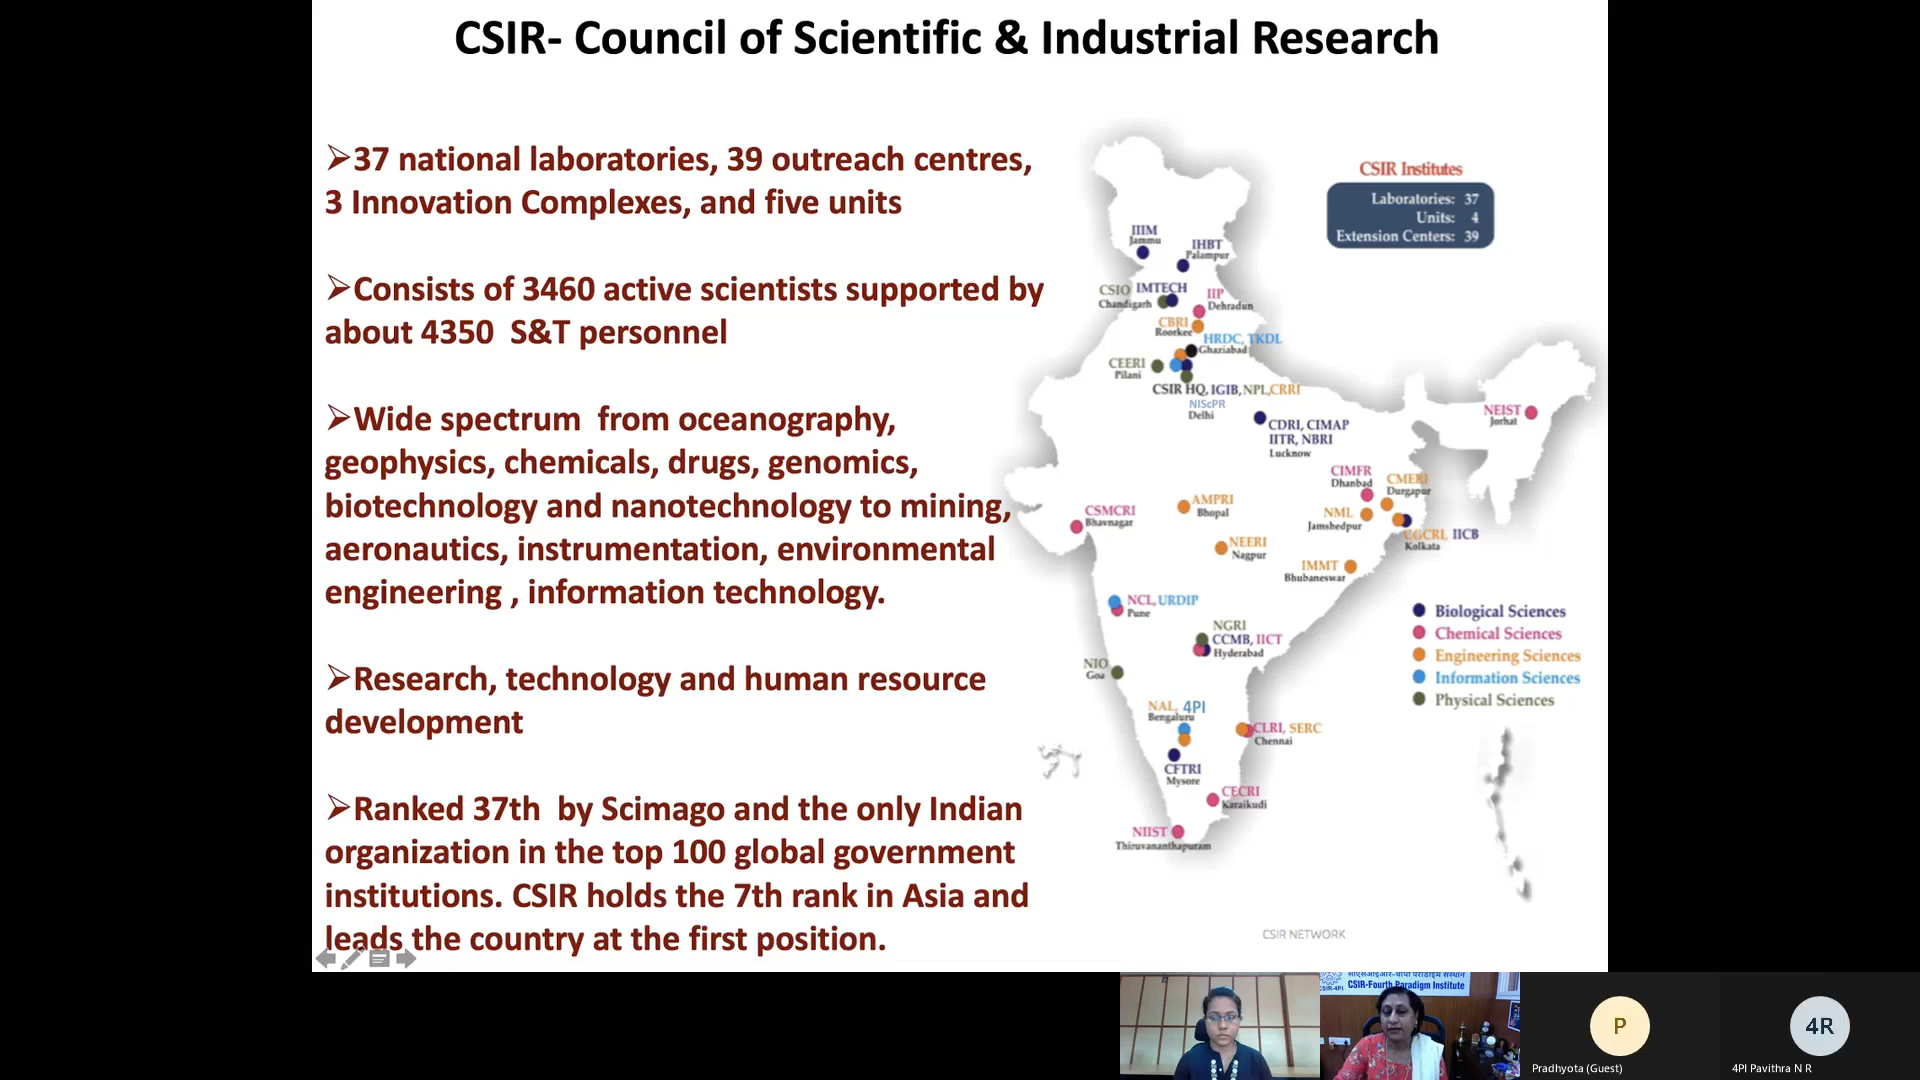 CSIR- Council of Scientific & Industrial Research
➢37 national laboratories, 39 outreach centres,
3 Innovation Complexes, and five units
➢Consists of 3460 active scientists supported by
about 4350 S&T personnel
➢Wide spectrum from oceanography,
geophysics, chemicals, drugs, genomics,
biotechnology and nanotechnology to mining,
aeronautics, instrumentation, environmental
engineering , information technology.
➢Research, technology and human resource
development
➢Ranked 37th by Scimago and the only Indian
organization in the top 100 global government
institutions. CSIR holds the 7th rank in Asia and
leads the country at the first position.
CSIR Institutes
Laboratories: 37
Units: 4
Extension Centers: 39
IIIM
Jammu
IHBT
Palampur
CSIO IMTECH
Chandigarh
IIP
Dehradun
CBRI
Roorkee
HRDC, TKDL
Ghaziabad
CEERI
Pilani
CSIR HQ, IGIB, NPL,CRRI
NIScPR
Delhi
CDRI, CIMAP
IITR, NBRI
Lucknow
NEIST
Jorhat
CIMFR
Dhanbad
CMERI
Durgapur
AMPRI
Bhopal
NML
Jamshedpur
CSMCRI
Bhavnagar
CGCRI, IICB
Kolkata
NEERI
Nagpur
IMMT
Bhubaneswar
NCL, URDIP
Pune
NGRI
CCMB, IICT
Hyderabad
NIO
Goa
NAL, 4PI
Bengaluru
CLRI, SERC
Chennai
CFTRI
Mysore
CECRI
Karaikudi
NIIST
Thiruvananthapuram
Biological Sciences
Chemical Sciences
Engineering Sciences
Information Sciences
Physical Sciences
CSIR NETWORK
सीएसआईआर-चौथा पैराडाइम संस्थान
CSIR-4PI
CSIR-Fourth Paradigm Institute
P
Pradhyota (Guest)
4R
4PI Pavithra N R